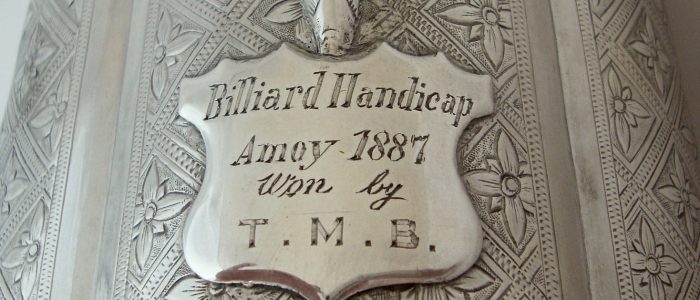 Billiard Handicap
Amoy 1887
Won by
T.M.B.